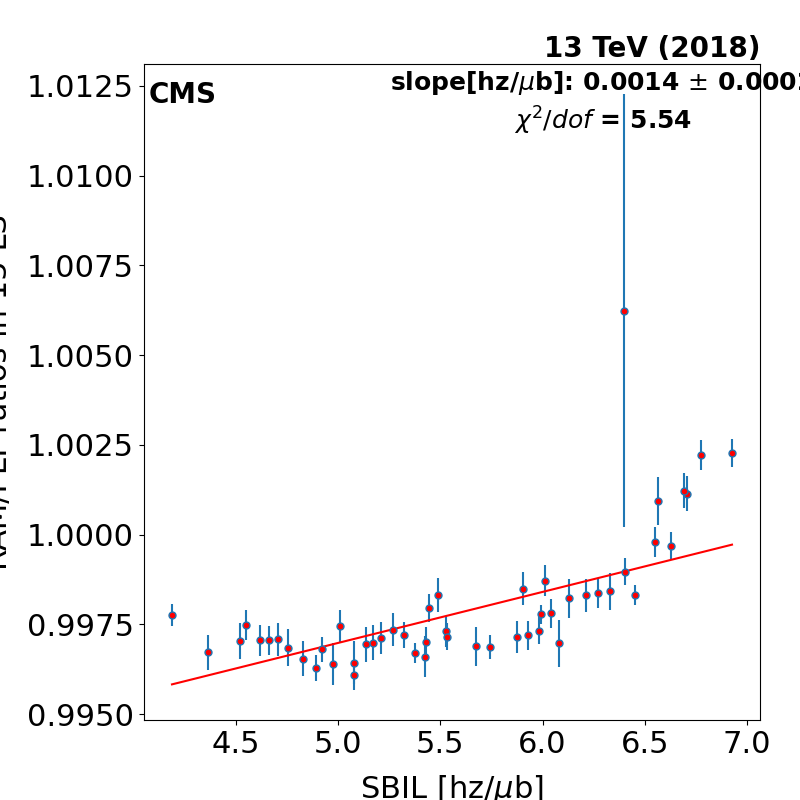 13 TeV (2018)
CMS
slope[hz/μb]: 0.0014 ± 0.000
χ²/dof = 5.54
1.0125
1.0100
1.0075
1.0050
1.0025
1.0000
0.9975
0.9950
4.5 5.0 5.5 6.0 6.5 7.0
SBIL [hz/μb]